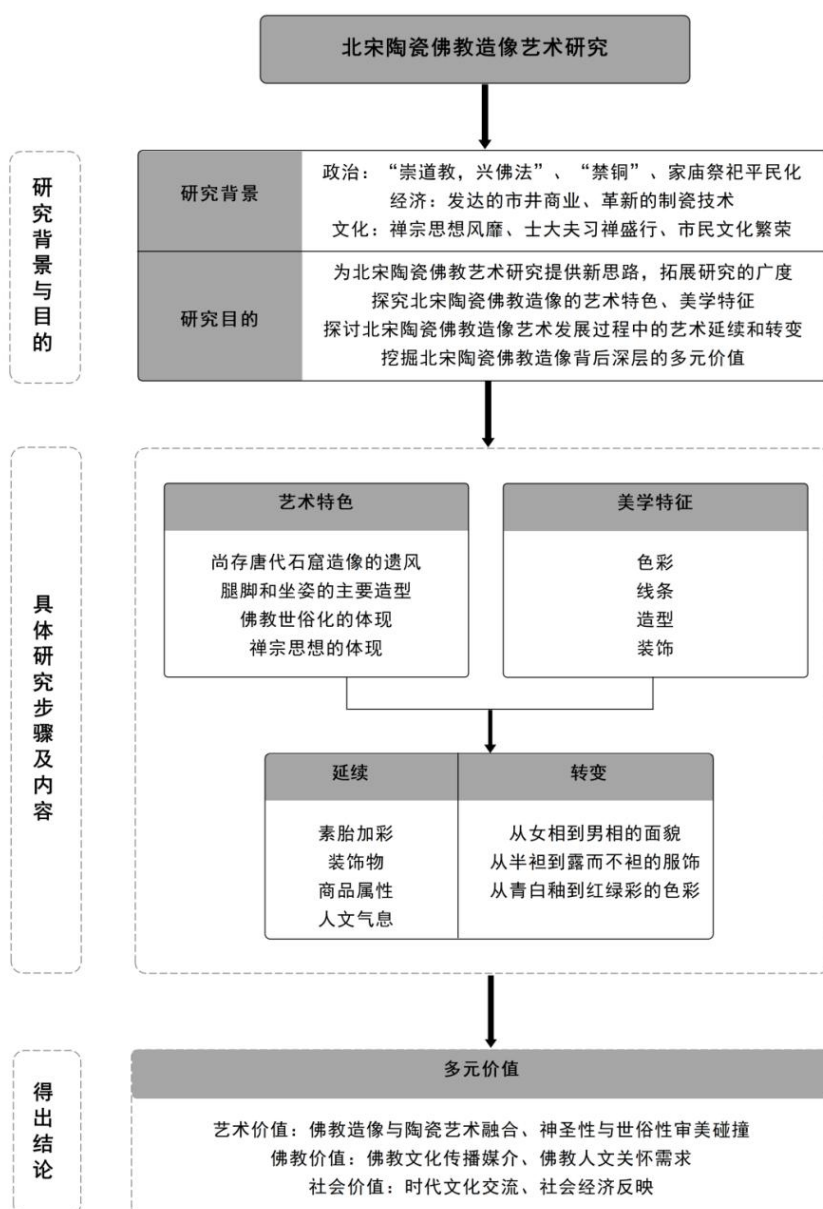 北宋陶瓷佛教造像艺术研究
研究背景与目的
研究背景
政治：“崇道教，兴佛法”、“禁铜”、家庙祭祀平民化
经济：发达的市井商业、革新的制瓷技术
文化：禅宗思想风靡、士大夫习禅盛行、市民文化繁荣
研究目的
为北宋陶瓷佛教艺术研究提供新思路，拓展研究的广度
探究北宋陶瓷佛教造像的艺术特色、美学特征
探讨北宋陶瓷佛教造像艺术发展过程中的艺术延续和转变
挖掘北宋陶瓷佛教造像背后深层的多元价值
具体研究步骤及内容
艺术特色
尚存唐代石窟造像的遗风
腿脚和坐姿的主要造型
佛教世俗化的体现
禅宗思想的体现
美学特征
色彩
线条
造型
装饰
延续
素胎加彩
装饰物
商品属性
人文气息
转变
从女相到男相的面貌
从半袒到露而不袒的服饰
从青白釉到红绿彩的色彩
得出结论
多元价值
艺术价值：佛教造像与陶瓷艺术融合、神圣性与世俗性审美碰撞
佛教价值：佛教文化传播媒介、佛教人文关怀需求
社会价值：时代文化交流、社会经济反映